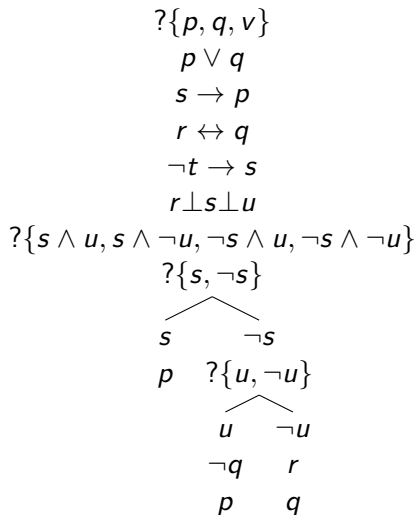 ?{p, q, v}
p ∨ q
s → p
r ↔ q
¬t → s
r⊥s⊥u
?{s ∧ u, s ∧ ¬u, ¬s ∧ u, ¬s ∧ ¬u}
?{s, ¬s}
s ¬s
p ?{u, ¬u}
u ¬u
¬q r
p q